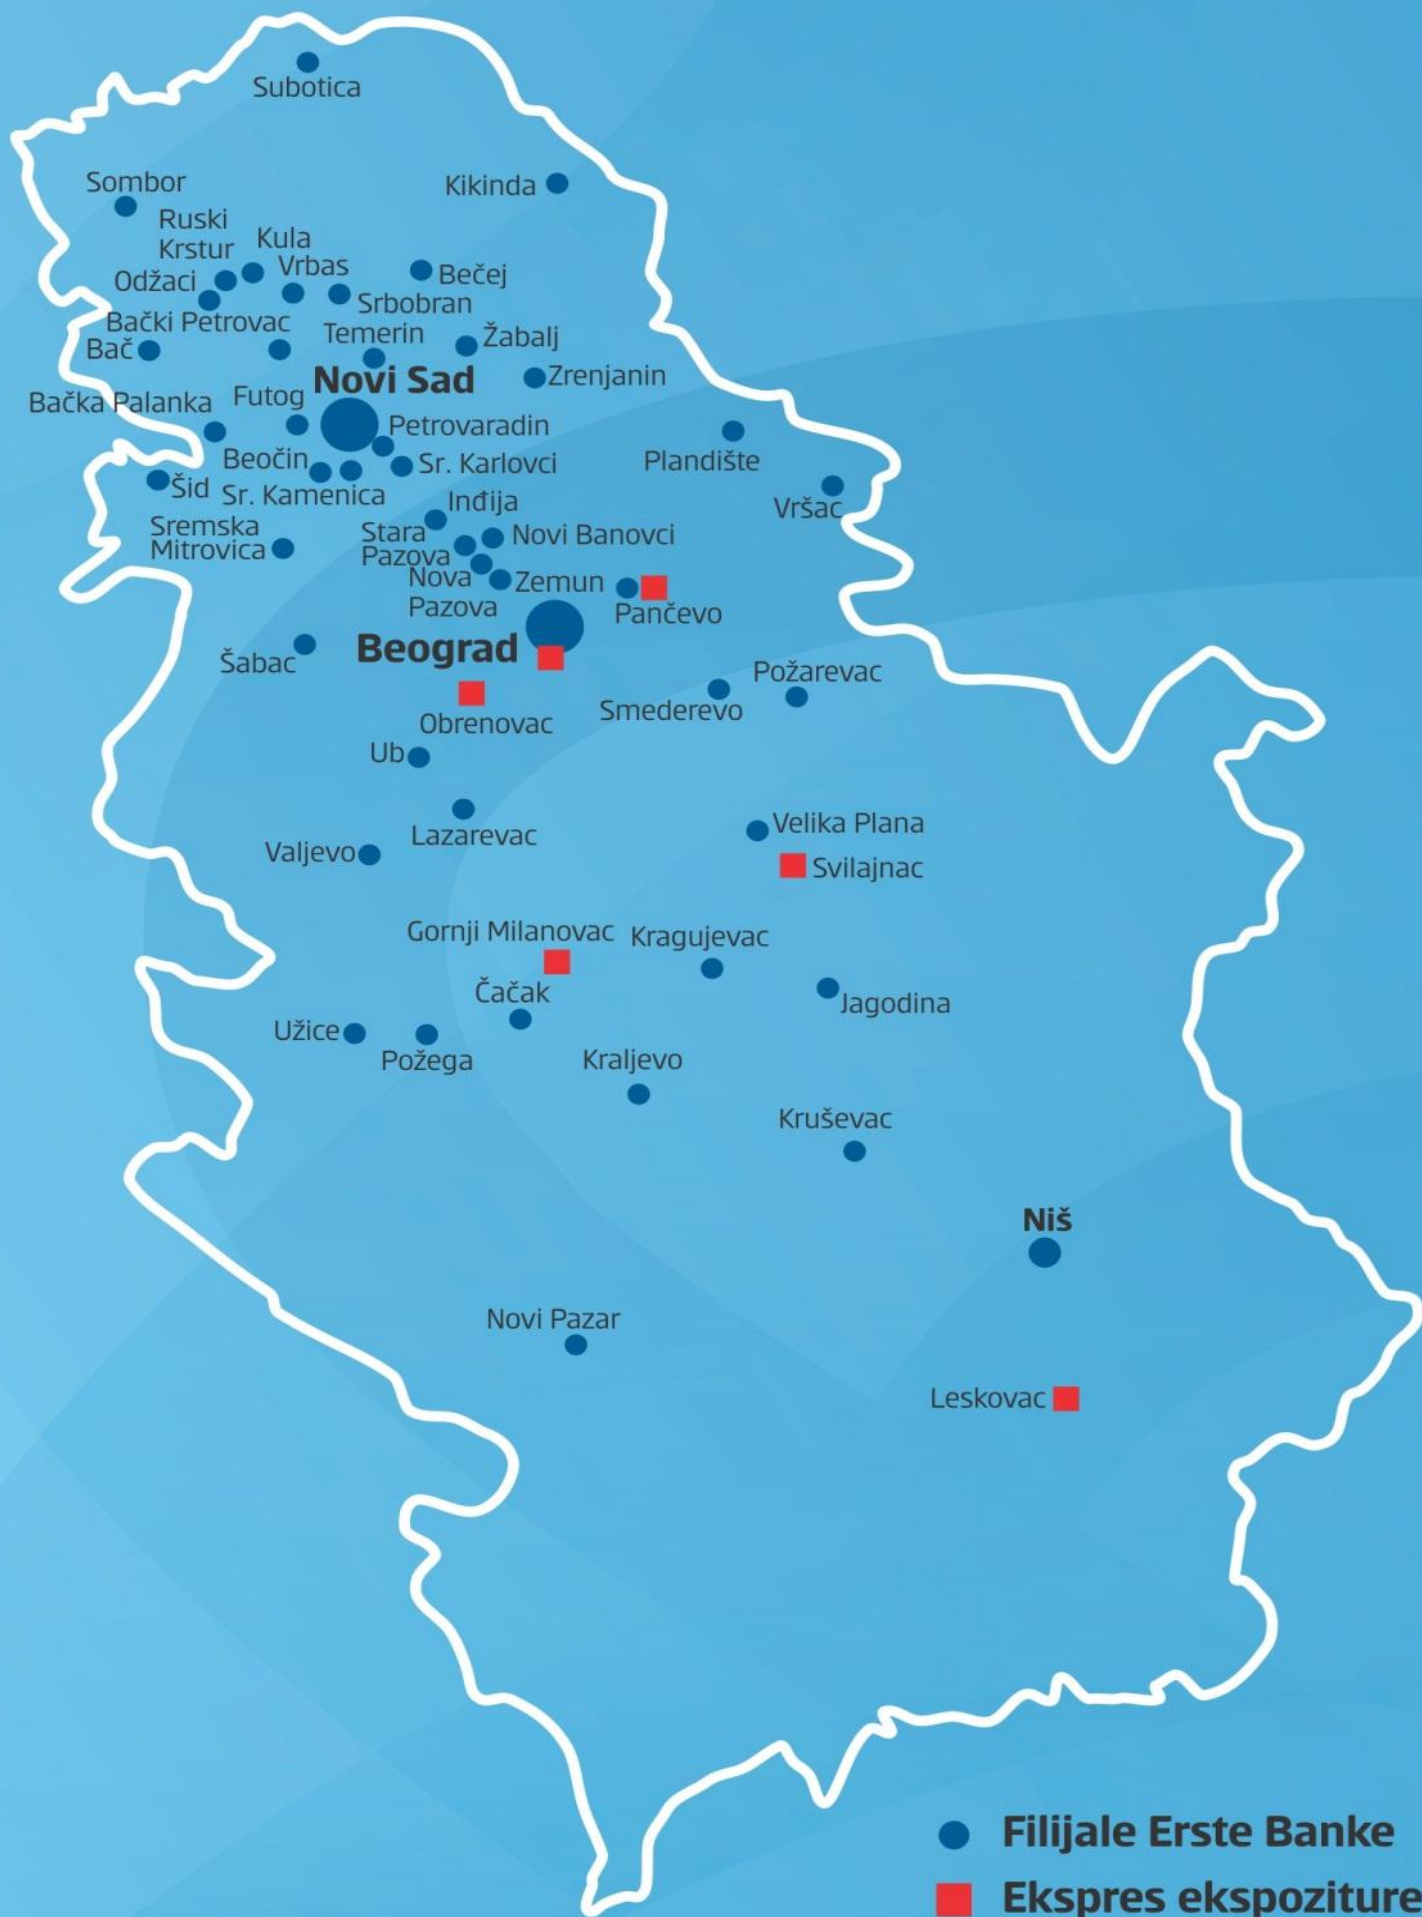 Subotica
Sombor
Kikinda
Ruski
Krstur
Kula
Vrbas
Odžaci
Bečej
Srbobran
Bački Petrovac
Temerin
Žabalj
Bač
Novi Sad
Zrenjanin
Bačka Palanka
Futog
Petrovaradin
Beočin
Sr. Karlovci
Plandište
Šid
Sr. Kamenica
Inđija
Vršac
Sremska
Mitrovica
Stara
Pazova
Novi Banovci
Nova
Pazova
Zemun
Pančevo
Beograd
Šabac
Požarevac
Smederevo
Obrenovac
Ub
Lazarevac
Velika Plana
Valjevo
Svilajnac
Gornji Milanovac
Kragujevac
Čačak
Jagodina
Užice
Požega
Kraljevo
Kruševac
Niš
Novi Pazar
Leskovac
Filijale Erste Banke
Ekspres ekspoziture